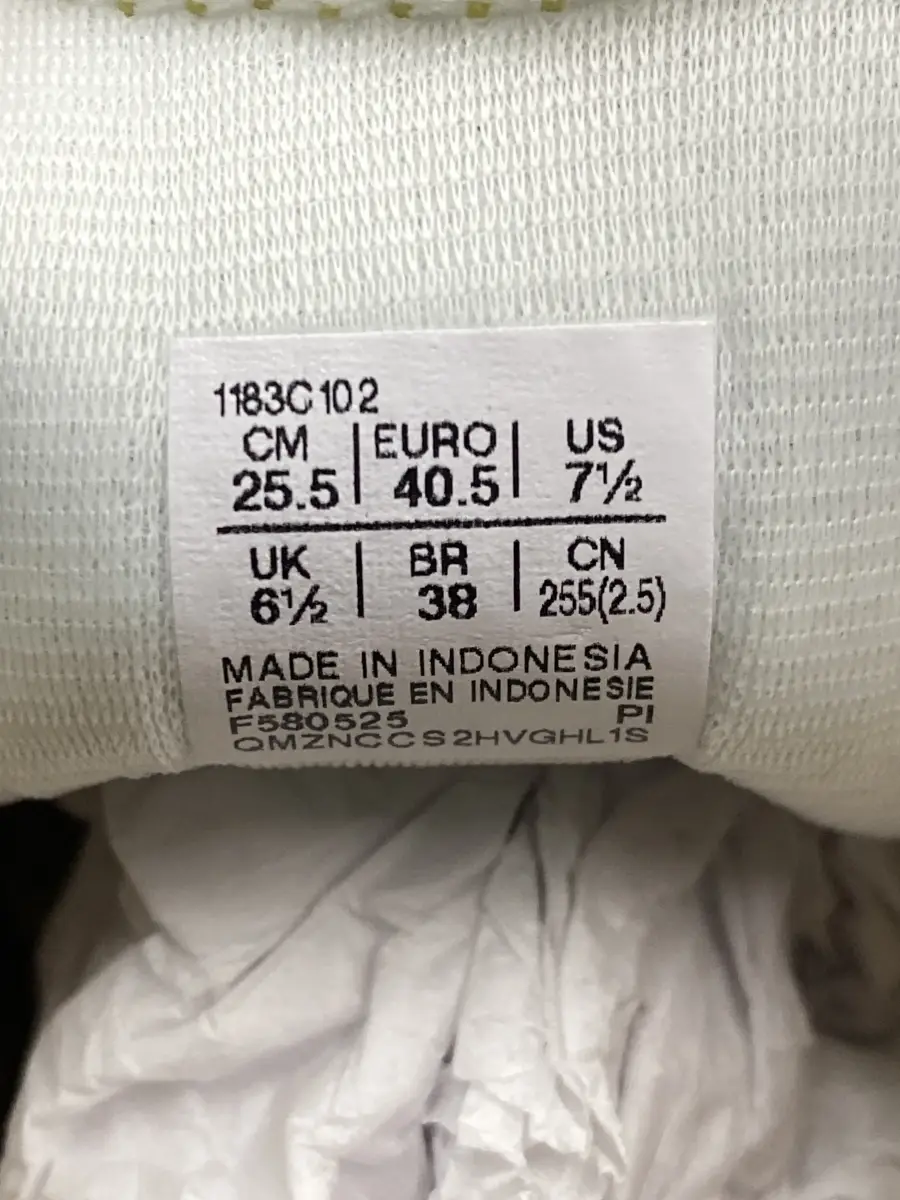 1183C102
CM | EURO | US
25.5 | 40.5 | 7½
UK | BR | CN
6½ | 38 | 255(2.5)
MADE IN INDONESIA
FABRIQUE EN INDONESIE
F580525 PI
QMZNCCS2HVGHL1S